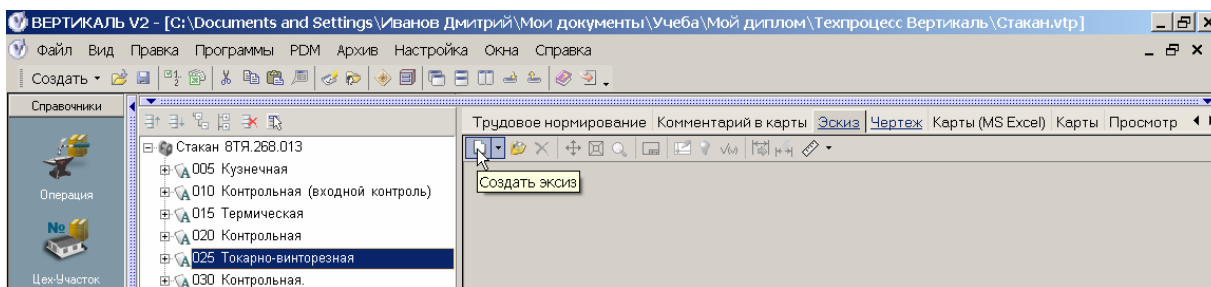 ВЕРТИКАЛЬ V2 - [C:\Documents and Settings\Иванов Дмитрий\Мои документы\Учеба\Мой диплом\Техпроцесс Вертикаль\Стакан.vtp]
Файл Вид Правка Программы PDM Архив Настройка Окна Справка
Создать
Справочники
Трудовое нормирование Комментарий в карты Эскиз Чертеж Карты (MS Excel) Карты Просмотр
Стакан 8ТЯ.268.013
005 Кузнечная
Создать эксиз
010 Контрольная (входной контроль)
Операция
015 Термическая
020 Контрольная
025 Токарно-винторезная
Цех-Участок
030 Контрольная.